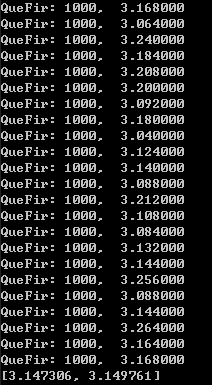 QueFir: 1000, 3.168000
QueFir: 1000, 3.064000
QueFir: 1000, 3.240000
QueFir: 1000, 3.184000
QueFir: 1000, 3.208000
QueFir: 1000, 3.200000
QueFir: 1000, 3.092000
QueFir: 1000, 3.180000
QueFir: 1000, 3.040000
QueFir: 1000, 3.124000
QueFir: 1000, 3.140000
QueFir: 1000, 3.088000
QueFir: 1000, 3.212000
QueFir: 1000, 3.108000
QueFir: 1000, 3.084000
QueFir: 1000, 3.132000
QueFir: 1000, 3.144000
QueFir: 1000, 3.256000
QueFir: 1000, 3.088000
QueFir: 1000, 3.144000
QueFir: 1000, 3.264000
QueFir: 1000, 3.164000
QueFir: 1000, 3.168000
[3.147306, 3.149761]